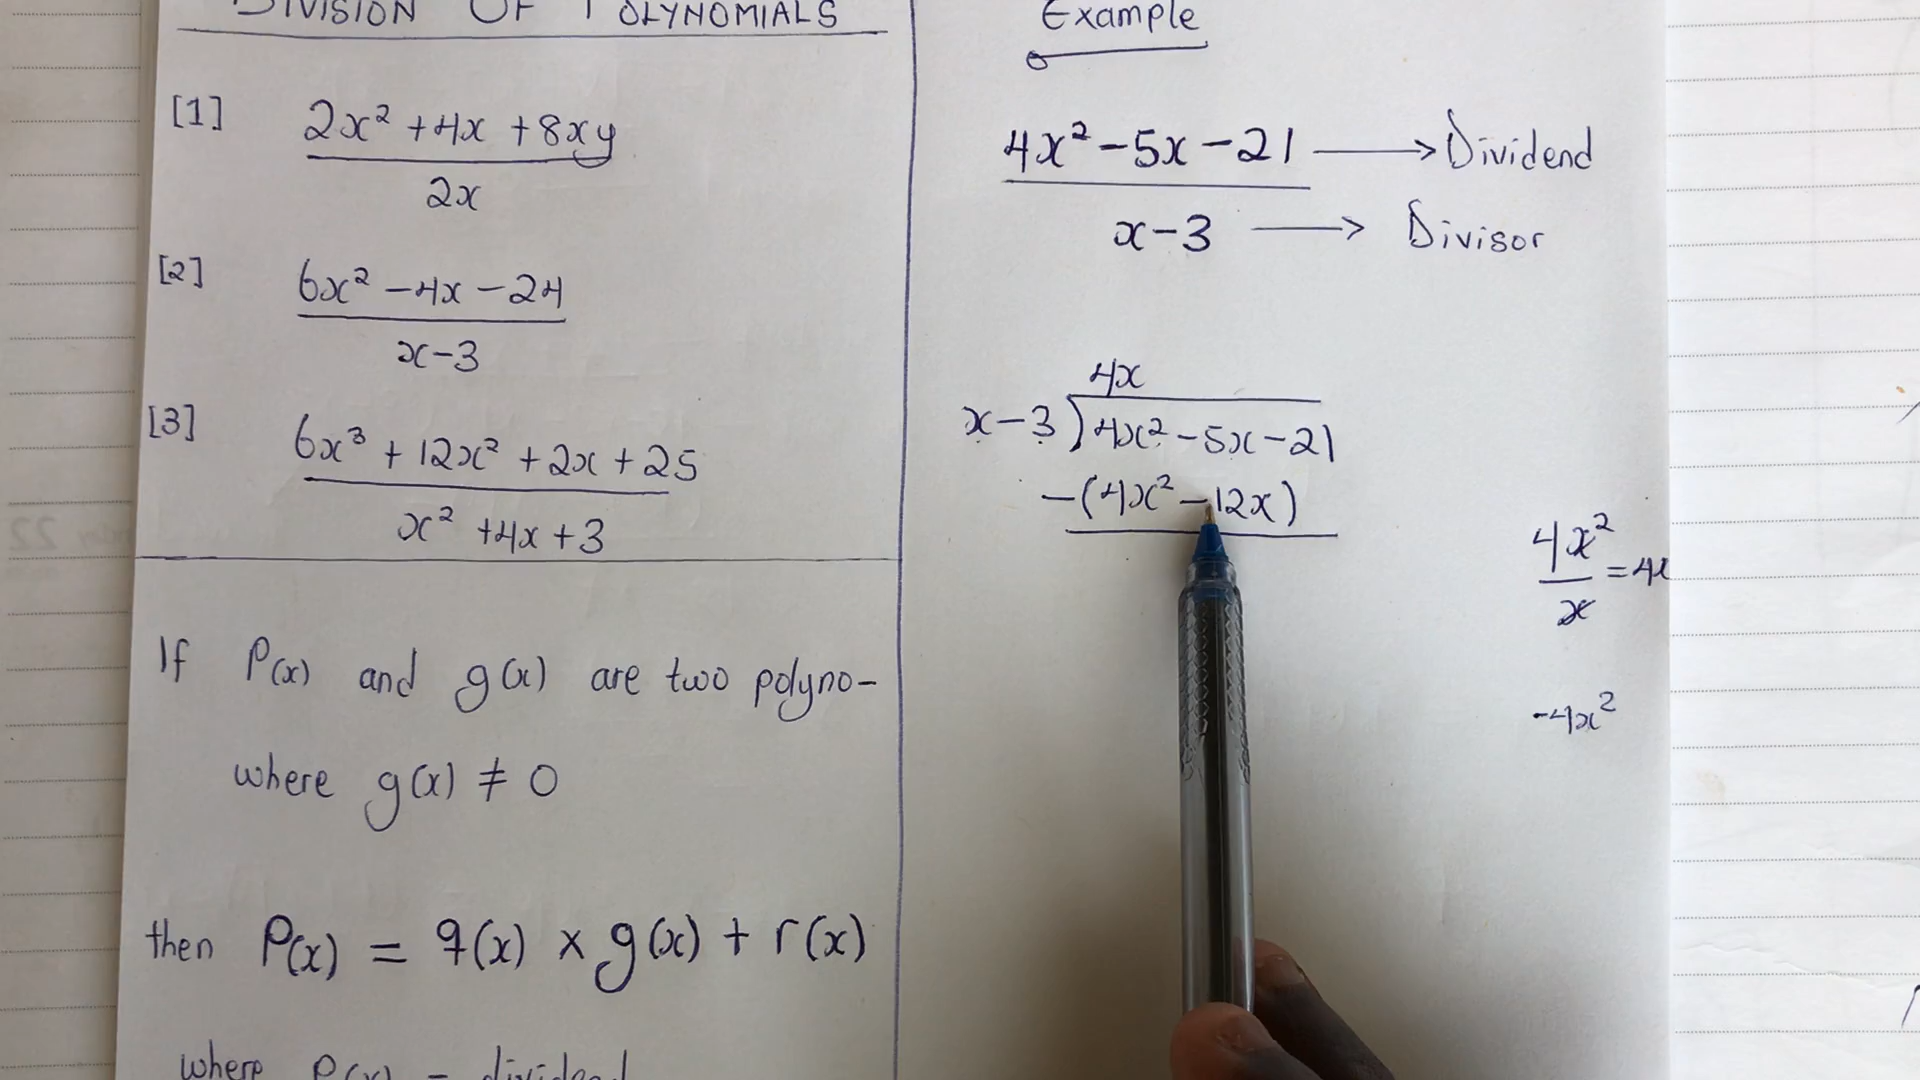 DIVISION OF POLYNOMIALS
[1] 2x² + 4x + 8xy
2x
[2] 6x² - 4x - 24
x - 3
[3] 6x³ + 12x² + 2x + 25
x² + 4x + 3
If P(x) and g(x) are two polyno-
where g(x) ≠ 0
then P(x) = q(x) × g(x) + r(x)
where P(x) - dividend
Example
4x² - 5x - 21 → Dividend
x - 3 → Divisor
4x
x - 3 ) 4x² - 5x - 21
-(4x² - 12x)
4x²
= 4x
x
-4x²